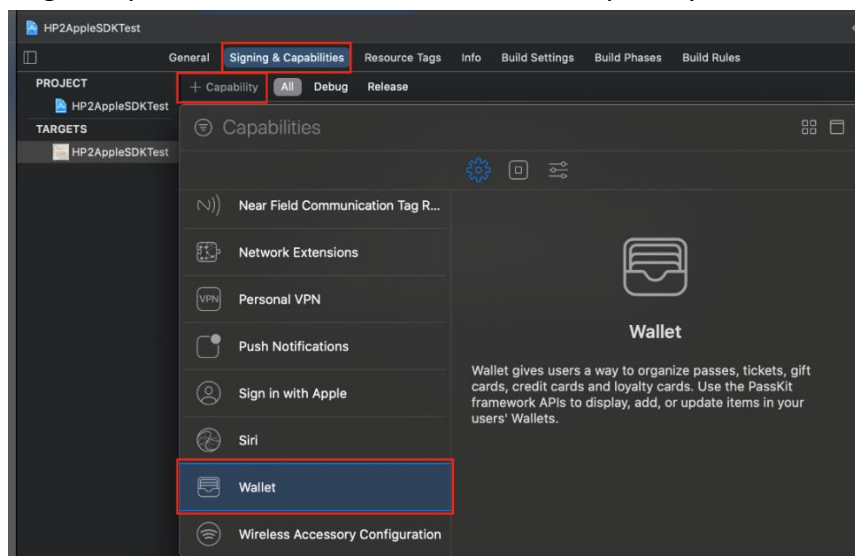 HP2AppleSDKTest
General Signing & Capabilities Resource Tags Info Build Settings Build Phases Build Rules
PROJECT
+ Capability All Debug Release
HP2AppleSDKTest
TARGETS
Capabilities
HP2AppleSDKTest
Near Field Communication Tag R...
Network Extensions
VPN Personal VPN
Push Notifications
Sign in with Apple
Siri
Wallet
Wireless Accessory Configuration
Wallet
Wallet gives users a way to organize passes, tickets, gift
cards, credit cards and loyalty cards. Use the PassKit
framework APIs to display, add, or update items in your
users' Wallets.